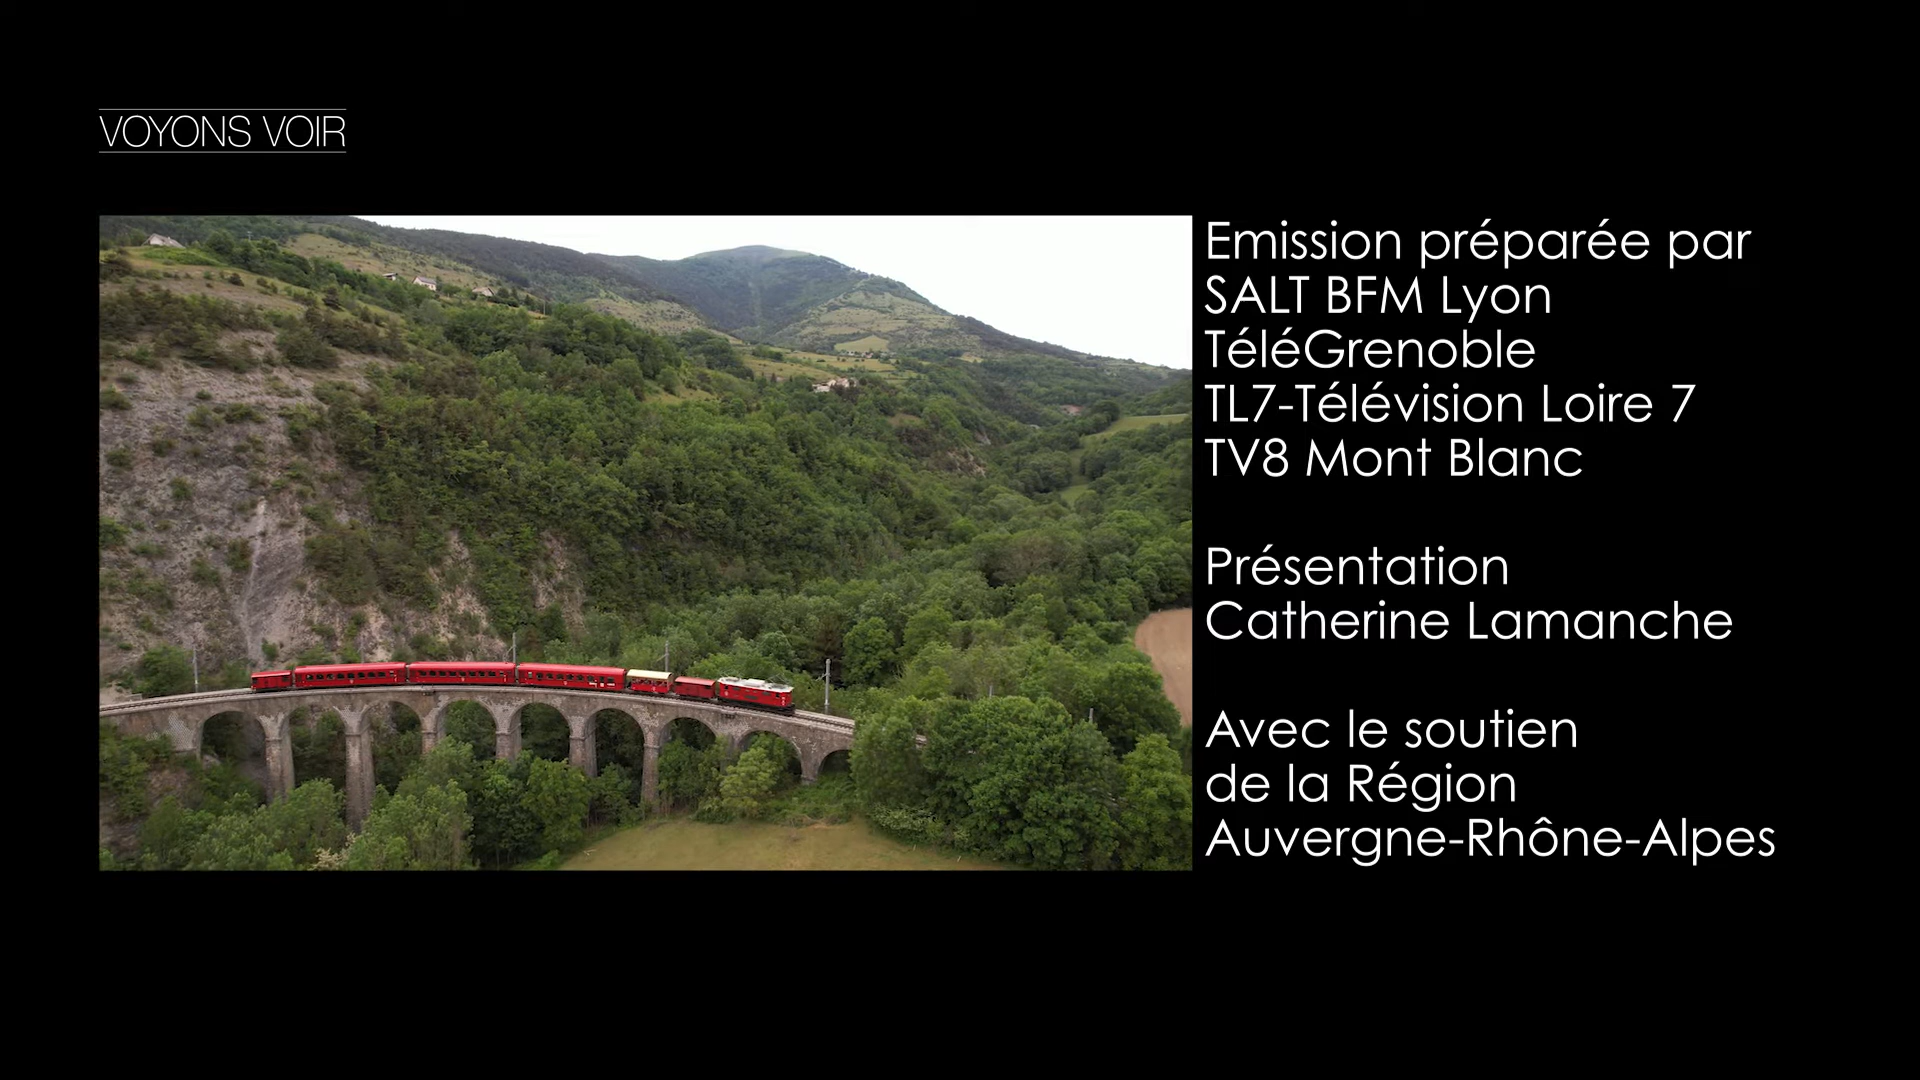 VOYONS VOIR
Emission préparée par
SALT BFM Lyon
TéléGrenoble
TL7-Télévision Loire 7
TV8 Mont Blanc
Présentation
Catherine Lamanche
Avec le soutien
de la Région
Auvergne-Rhône-Alpes